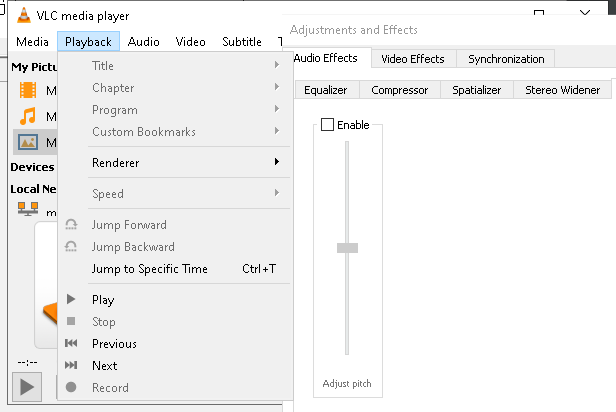 VLC media player
Media Playback Audio Video Subtitle T
My Pictu
M
M
M
Devices
Local Ne
m
Title
Chapter
Program
Custom Bookmarks
Renderer
Speed
Jump Forward
Jump Backward
Jump to Specific Time Ctrl+T
Play
Stop
Previous
Next
Record
--:--
Adjustments and Effects
Audio Effects Video Effects Synchronization
Equalizer Compressor Spatializer Stereo Widener
Enable
Adjust pitch